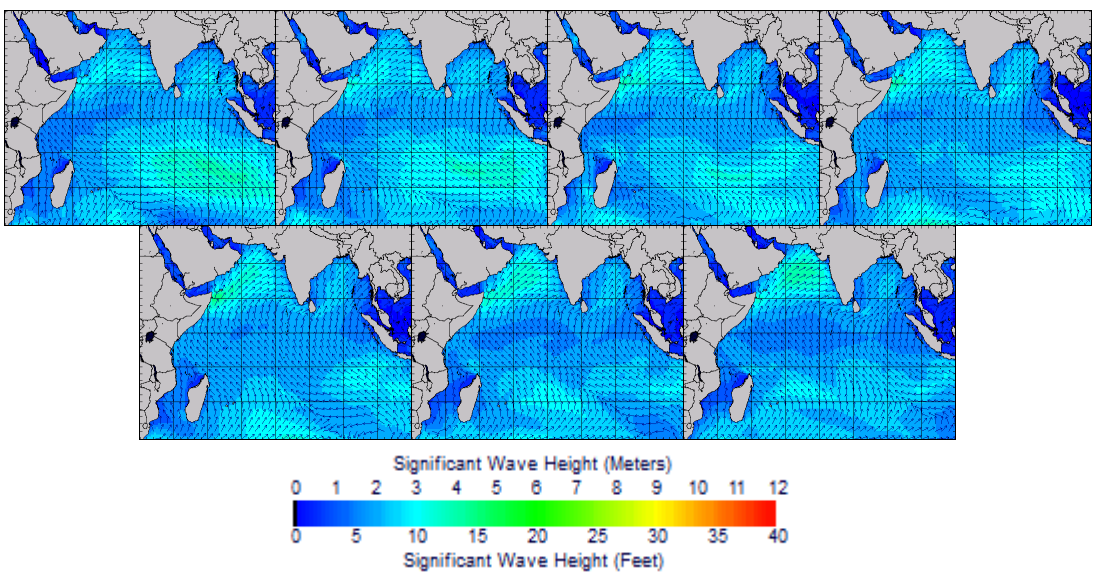 Significant Wave Height (Meters)
0 1 2 3 4 5 6 7 8 9 10 11 12
0 5 10 15 20 25 30 35 40
Significant Wave Height (Feet)